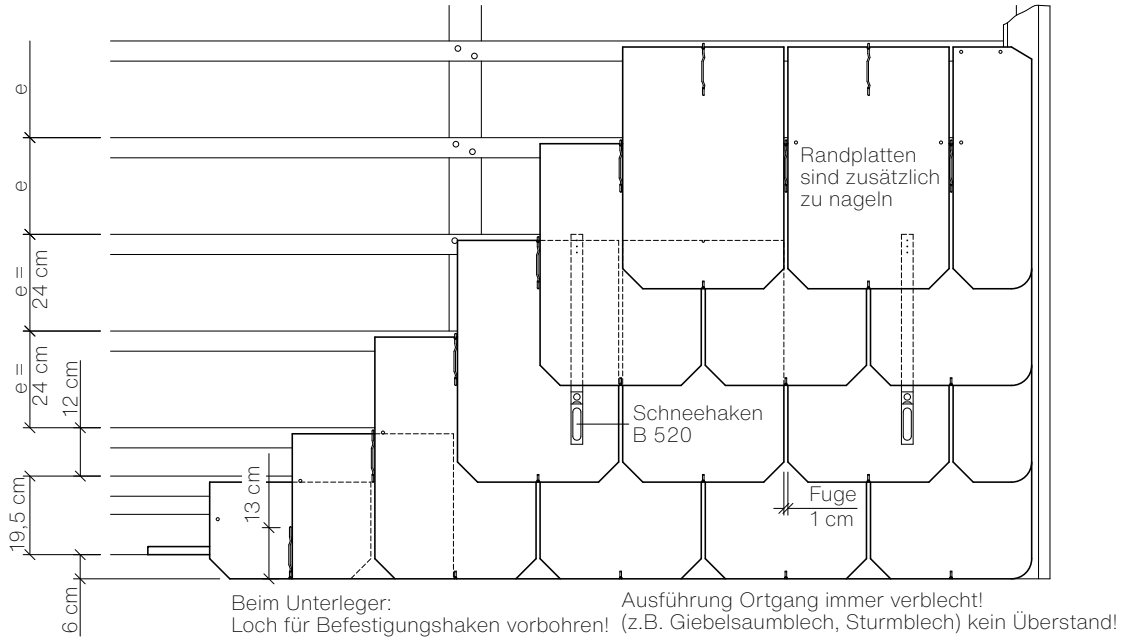 e
e
e =
24 cm
e =
24 cm
12 cm
19,5 cm
13 cm
6 cm
Randplatten
sind zusätzlich
zu nageln
Schneehaken
B 520
Fuge
1 cm
Beim Unterleger:
Loch für Befestigungshaken vorbohren!
Ausführung Ortgang immer verblecht!
(z.B. Giebelsaumblech, Sturmblech) kein Überstand!